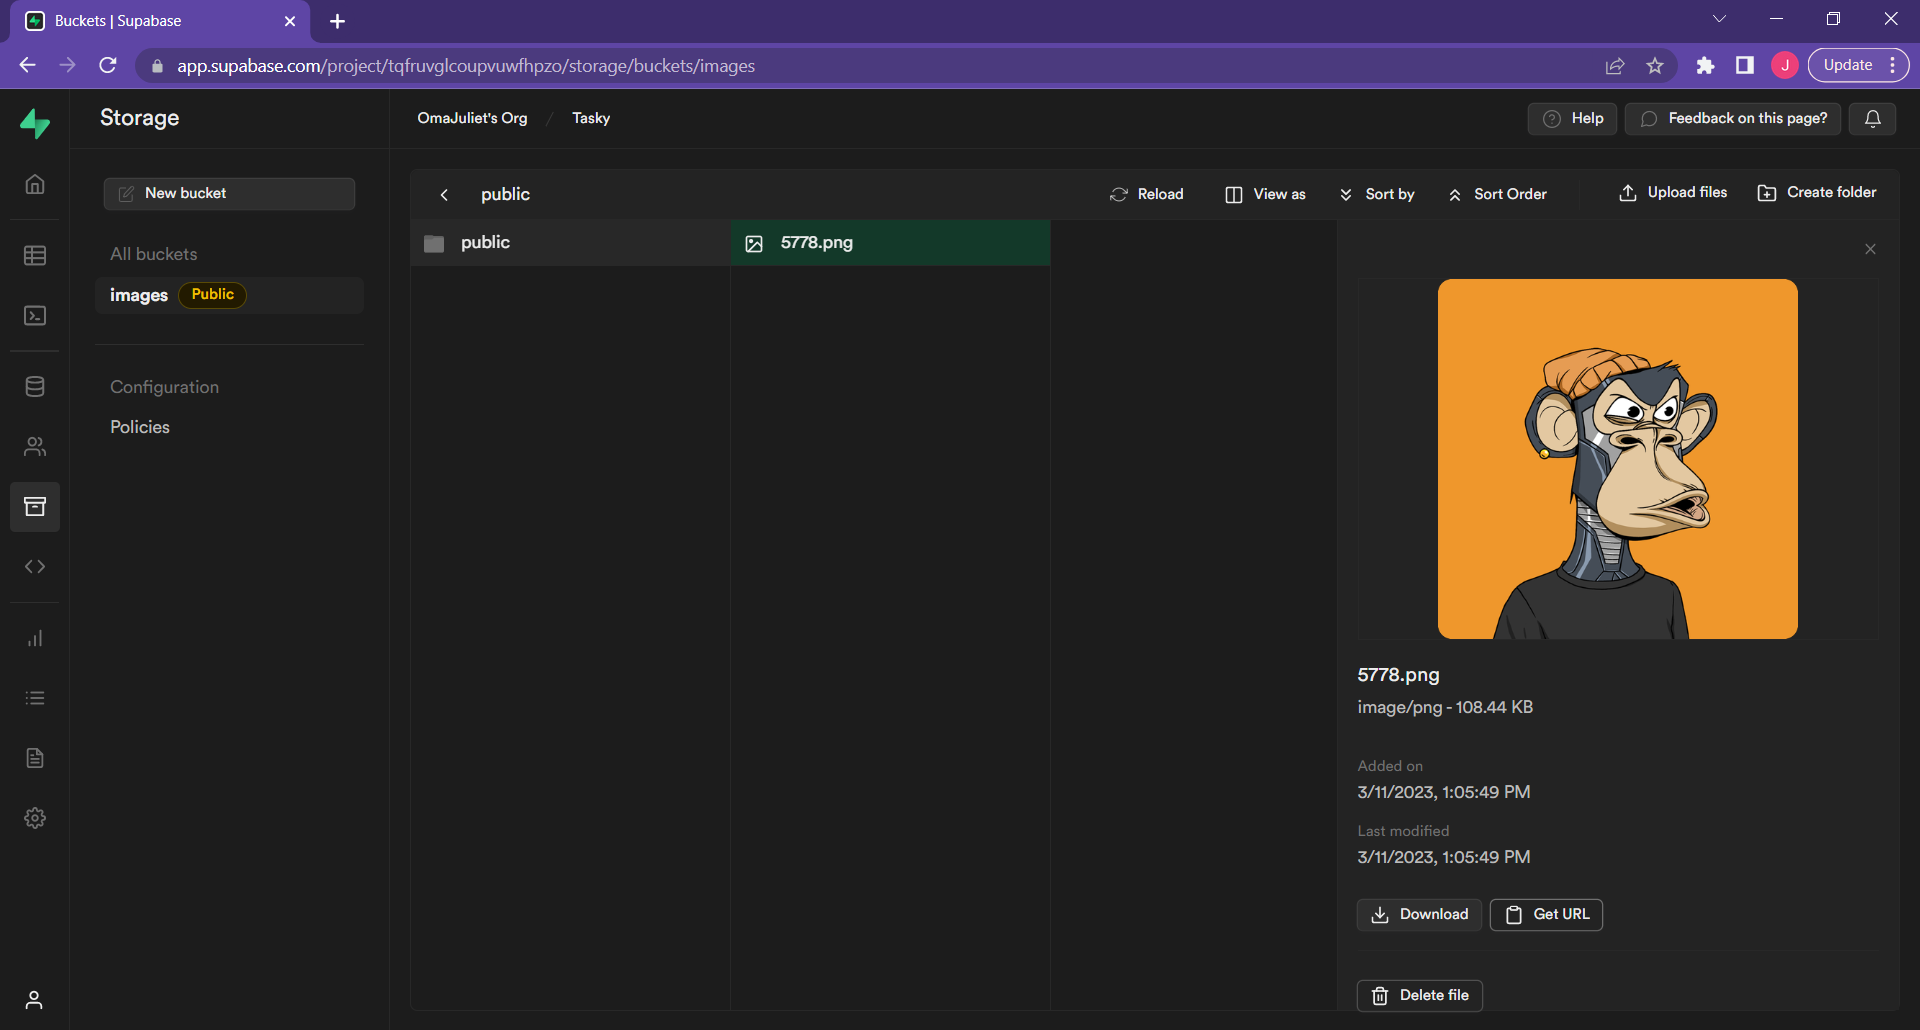 Buckets | Supabase
app.supabase.com/project/tqfruvglcoupvuwfhpzo/storage/buckets/images
J
Update
Storage
OmaJuliet's Org / Tasky
Help
Feedback on this page?
New bucket
public
Reload
View as
Sort by
Sort Order
Upload files
Create folder
All buckets
images Public
public
5778.png
Configuration
Policies
5778.png
image/png - 108.44 KB
Added on
3/11/2023, 1:05:49 PM
Last modified
3/11/2023, 1:05:49 PM
Download
Get URL
Delete file